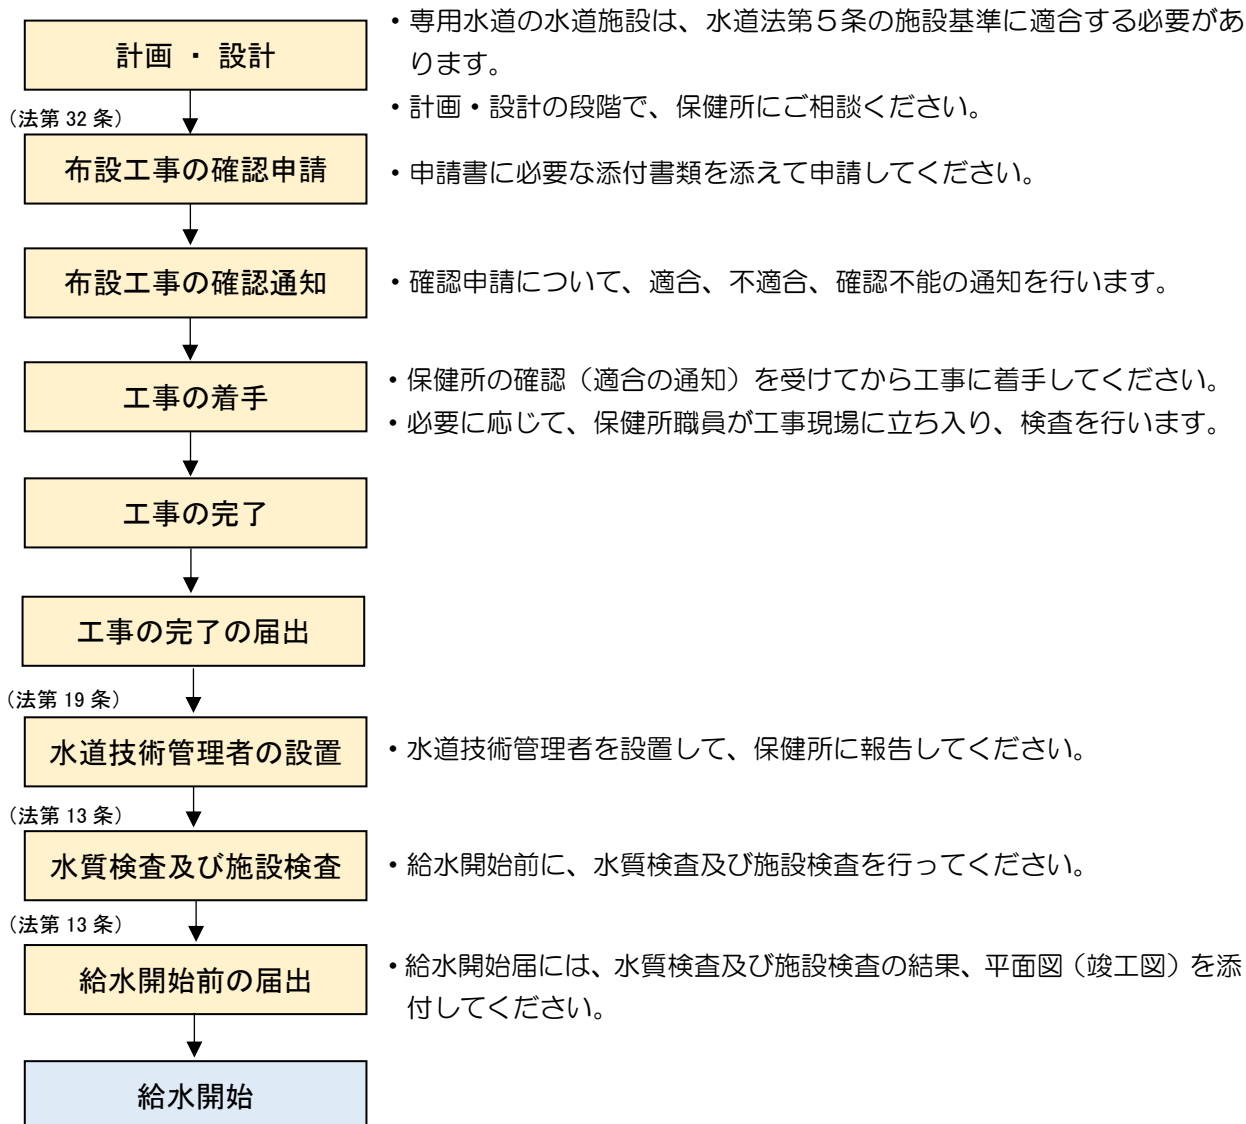 計画 ・ 設計
・専用水道の水道施設は、水道法第５条の施設基準に適合する必要があ
ります。
・計画・設計の段階で、保健所にご相談ください。
（法第 32 条）
布設工事の確認申請
・申請書に必要な添付書類を添えて申請してください。
布設工事の確認通知
・確認申請について、適合、不適合、確認不能の通知を行います。
工事の着手
・保健所の確認（適合の通知）を受けてから工事に着手してください。
・必要に応じて、保健所職員が工事現場に立ち入り、検査を行います。
工事の完了
工事の完了の届出
（法第 19 条）
水道技術管理者の設置
・水道技術管理者を設置して、保健所に報告してください。
（法第 13 条）
水質検査及び施設検査
・給水開始前に、水質検査及び施設検査を行ってください。
（法第 13 条）
給水開始前の届出
・給水開始届には、水質検査及び施設検査の結果、平面図（竣工図）を添
付してください。
給水開始